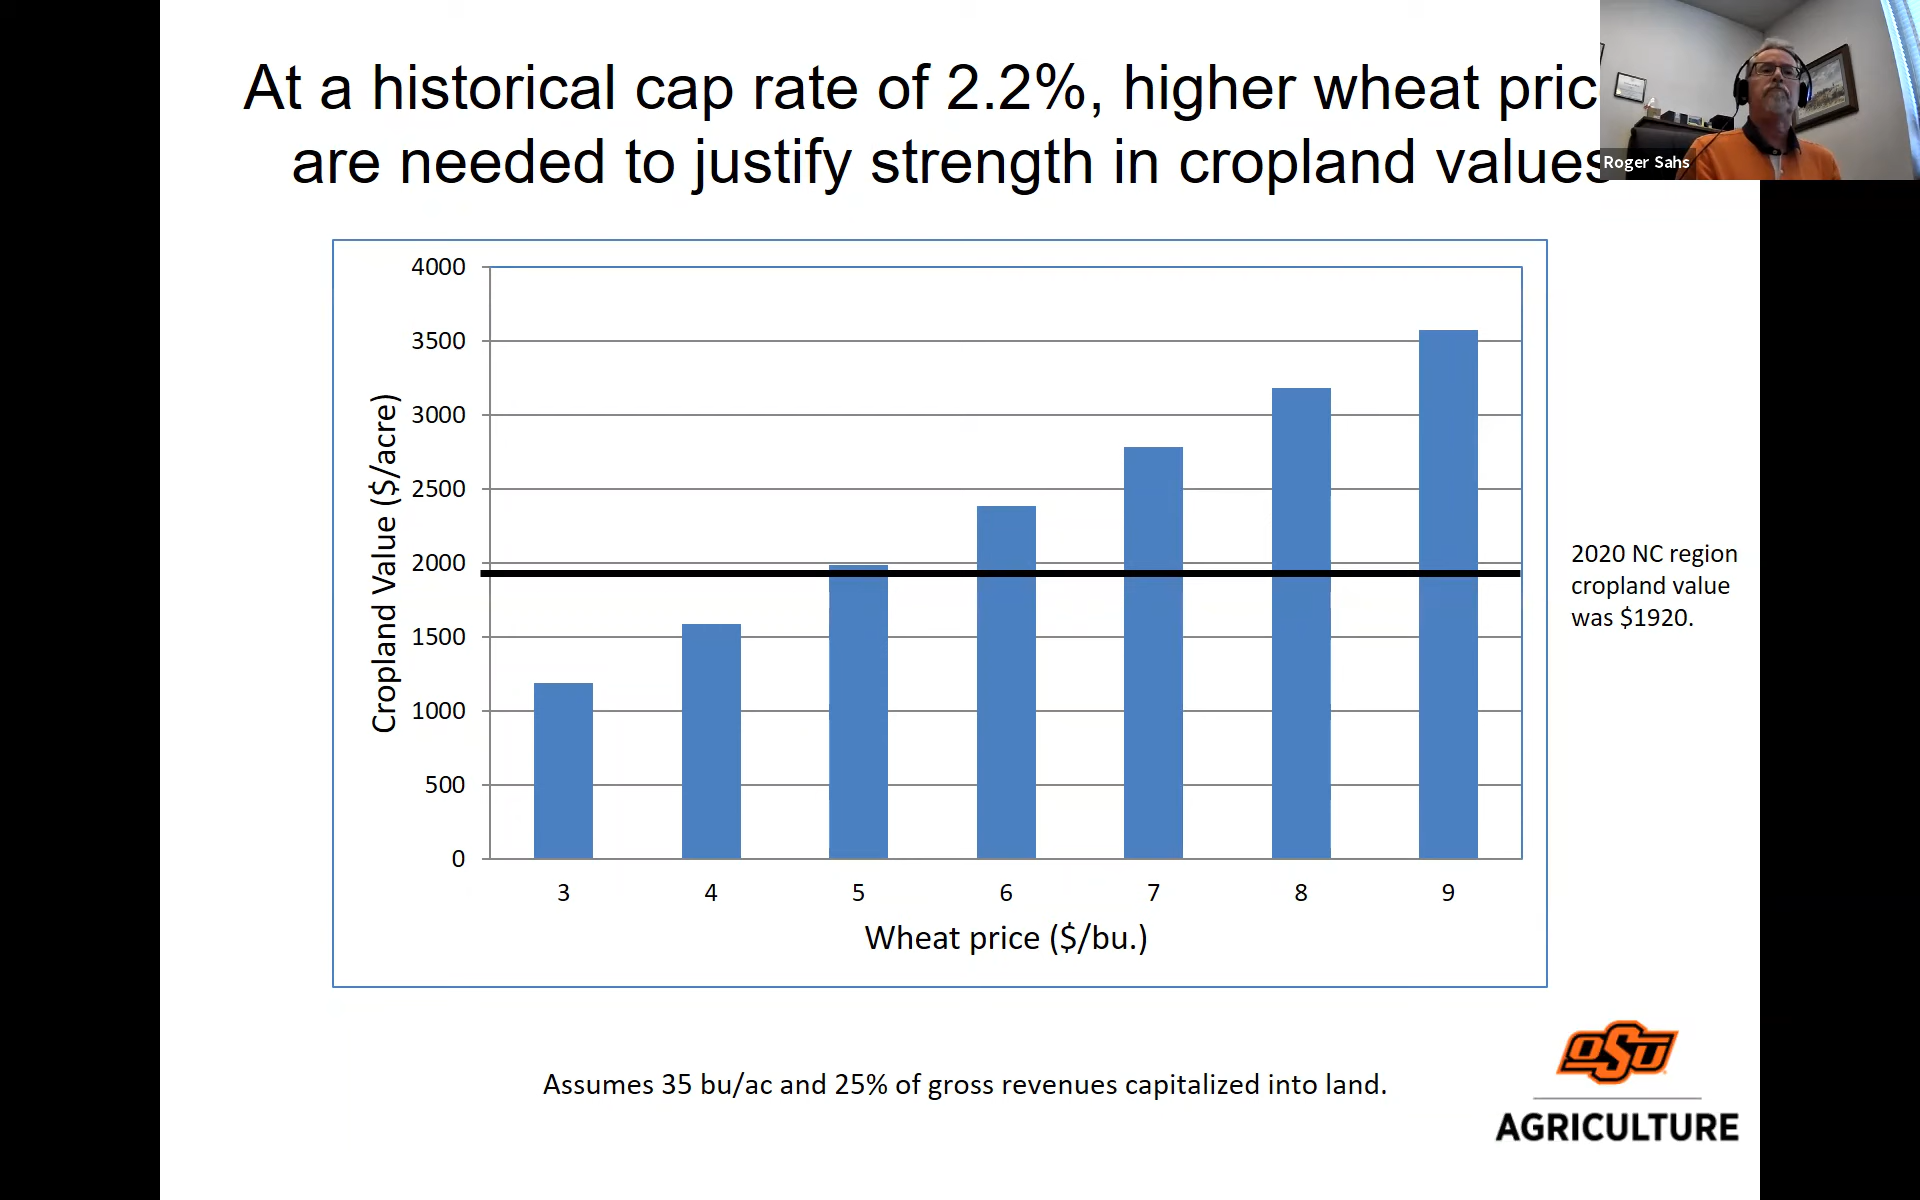 At a historical cap rate of 2.2%, higher wheat pric
are needed to justify strength in cropland values
Roger Sahs
4000
3500
3000
2500
2000
1500
1000
500
0
Cropland Value ($/acre)
3 4 5 6 7 8 9
Wheat price ($/bu.)
2020 NC region
cropland value
was $1920.
Assumes 35 bu/ac and 25% of gross revenues capitalized into land.
OSU
AGRICULTURE